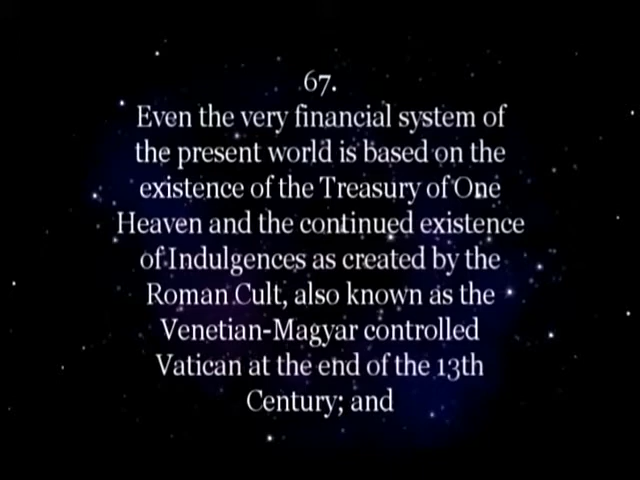 67.
Even the very financial system of
the present world is based on the
existence of the Treasury of One
Heaven and the continued existence
of Indulgences as created by the
Roman Cult, also known as the
Venetian-Magyar controlled
Vatican at the end of the 13th
Century; and